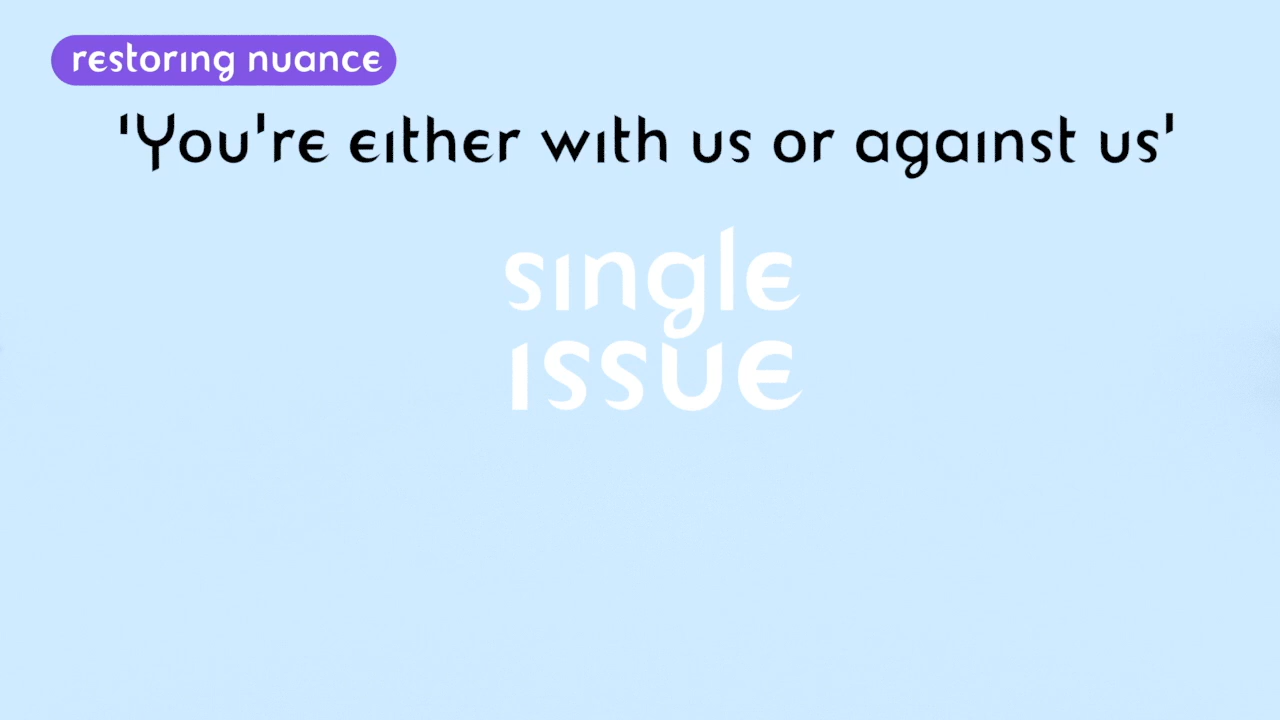 restoring nuance
'You're either with us or against us'
single
issue